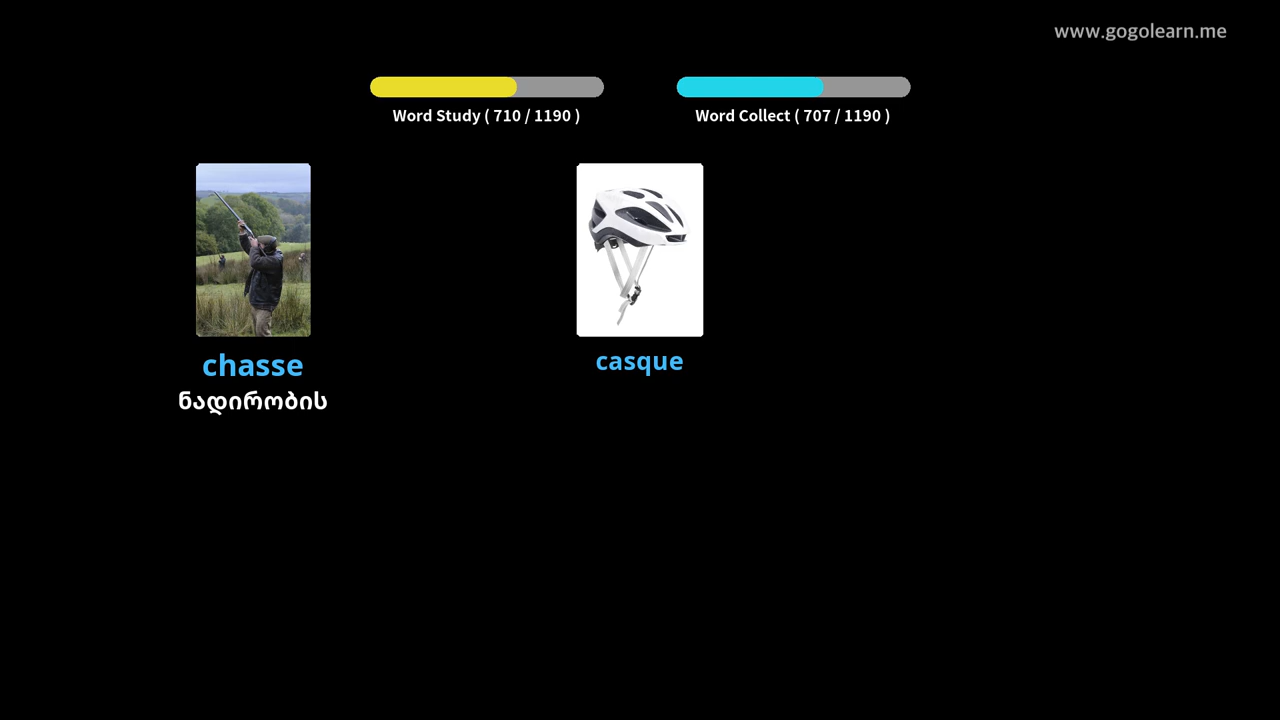 www.gogolearn.me
Word Study ( 710 / 1190 )
Word Collect ( 707 / 1190 )
chasse
casque
ნადირობის